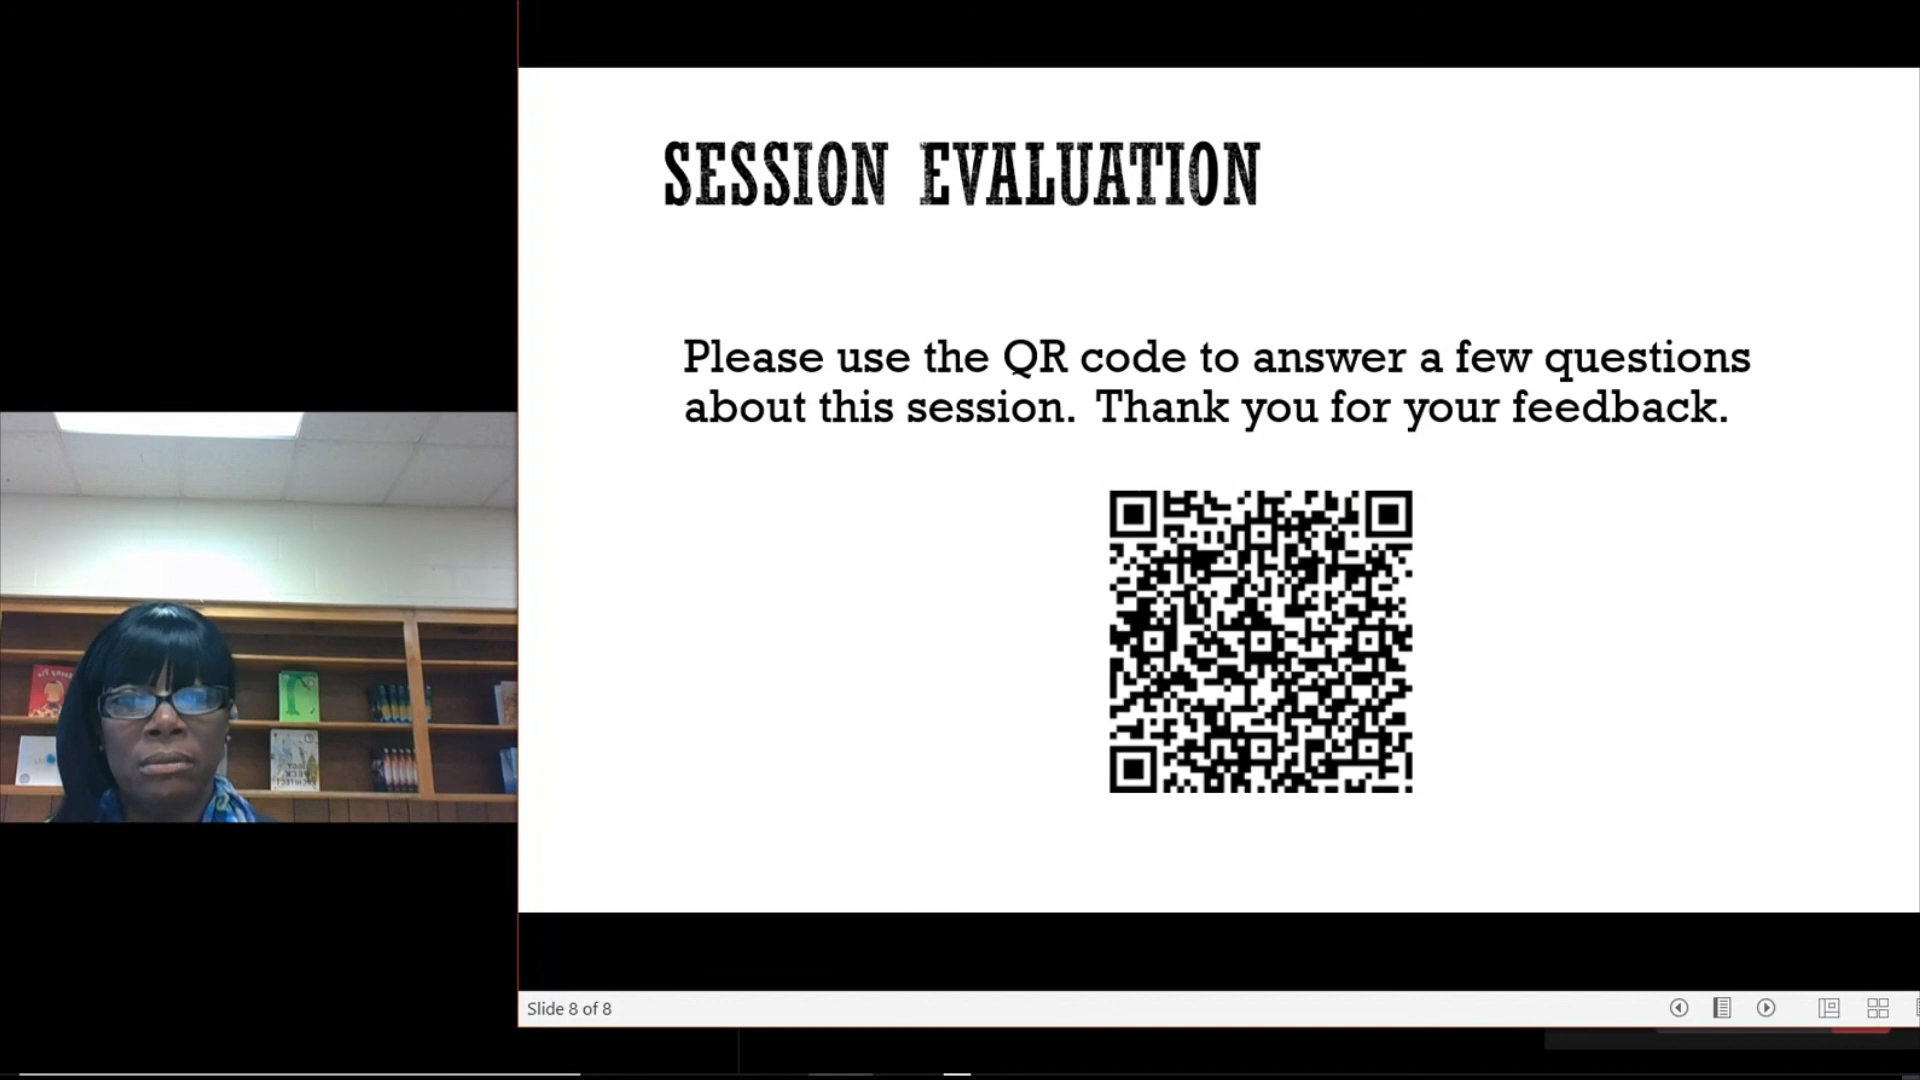 SESSION EVALUATION
Please use the QR code to answer a few questions
about this session. Thank you for your feedback.
Slide 8 of 8